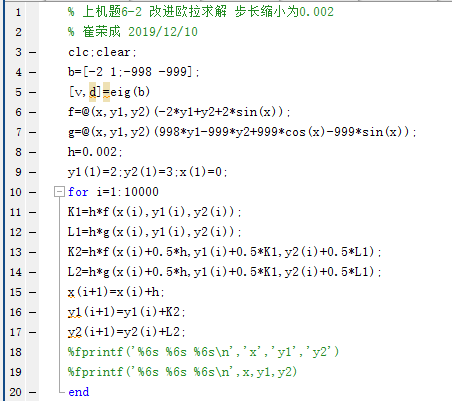 1 % 上机题6-2 改进欧拉求解 步长缩小为0.002
2 % 崔荣成 2019/12/10
3 — clc;clear;
4 — b=[-2 1;-998 -999];
5 — [v,d]=eig(b)
6 — f=@(x,y1,y2)(-2*y1+y2+2*sin(x));
7 — g=@(x,y1,y2)(998*y1-999*y2+999*cos(x)-999*sin(x));
8 — h=0.002;
9 — y1(1)=2;y2(1)=3;x(1)=0;
10 — for i=1:10000
11 — K1=h*f(x(i),y1(i),y2(i));
12 — L1=h*g(x(i),y1(i),y2(i));
13 — K2=h*f(x(i)+0.5*h,y1(i)+0.5*K1,y2(i)+0.5*L1);
14 — L2=h*g(x(i)+0.5*h,y1(i)+0.5*K1,y2(i)+0.5*L1);
15 — x(i+1)=x(i)+h;
16 — y1(i+1)=y1(i)+K2;
17 — y2(i+1)=y2(i)+L2;
18 %fprintf('%6s %6s %6s\n','x','y1','y2')
19 %fprintf('%6s %6s %6s\n',x,y1,y2)
20 — end